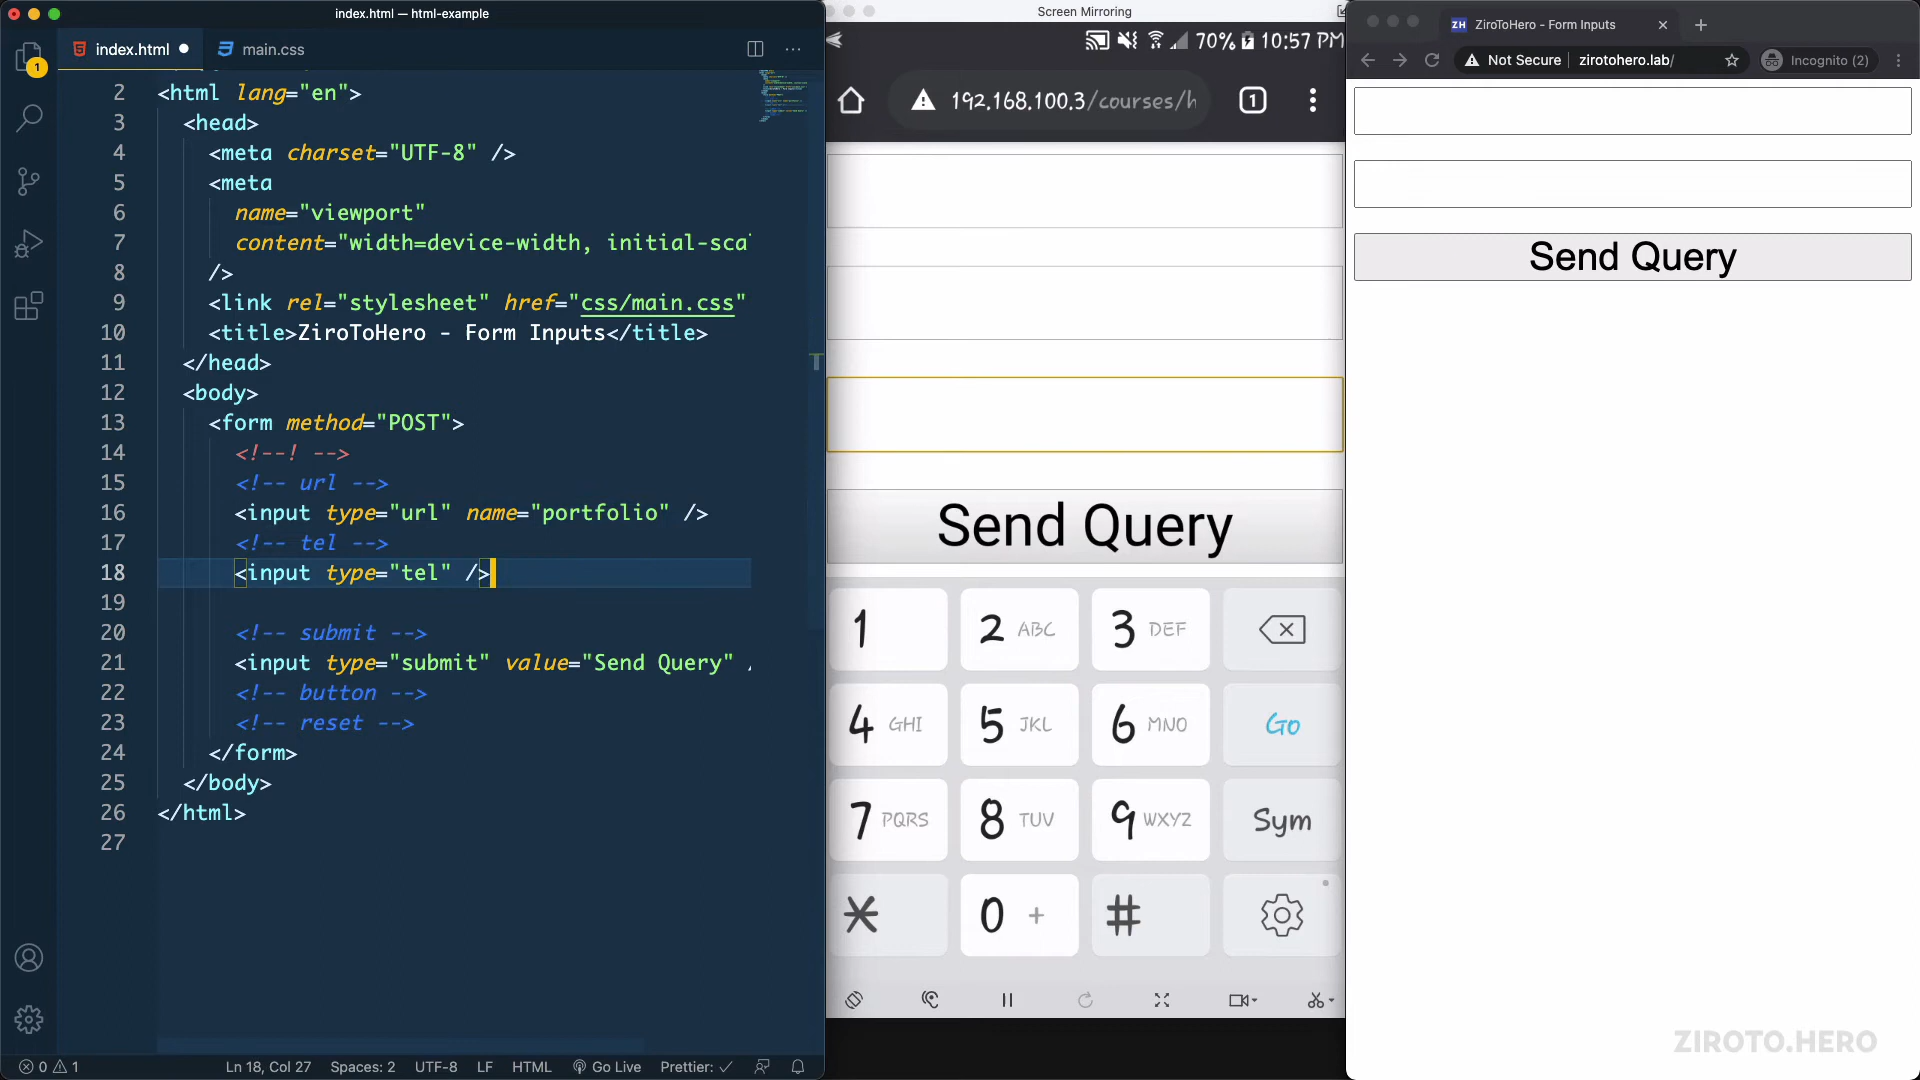 index.html — html-example
index.html
main.css
1
2 <html lang="en">
3 <head>
4 <meta charset="UTF-8" />
5 <meta
6 name="viewport"
7 content="width=device-width, initial-sca
8 />
9 <link rel="stylesheet" href="css/main.css"
10 <title>ZiroToHero - Form Inputs</title>
11 </head>
12 <body>
13 <form method="POST">
14 <!--! -->
15 <!-- url -->
16 <input type="url" name="portfolio" />
17 <!-- tel -->
18 <input type="tel" />
19
20 <!-- submit -->
21 <input type="submit" value="Send Query" /
22 <!-- button -->
23 <!-- reset -->
24 </form>
25 </body>
26 </html>
27
0 1 Ln 18, Col 27 Spaces: 2 UTF-8 LF HTML Go Live Prettier: ✓
Screen Mirroring
70% 10:57 PM
192.168.100.3/courses/h
1
Send Query
1 2 ABC 3 DEF
4 GHI 5 JKL 6 MNO Go
7 PQRS 8 TUV 9 WXYZ Sym
* 0 + #
ZH ZiroToHero - Form Inputs
Not Secure zirotohero.lab/ Incognito (2)
Send Query
ZIROTO.HERO